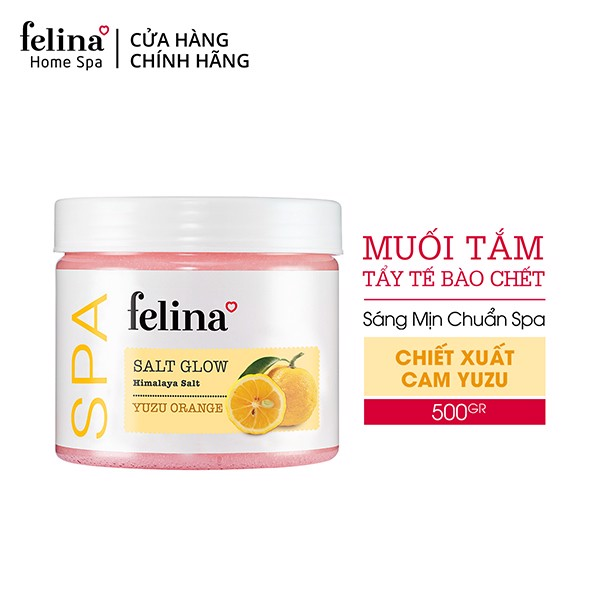 felina
Home Spa
CỬA HÀNG
CHÍNH HÃNG
SPA
felina
SALT GLOW
Himalaya Salt
YUZU ORANGE
MUỐI TẮM
TẨY TẾ BÀO CHẾT
Sáng Mịn Chuẩn Spa
CHIẾT XUẤT
CAM YUZU
500GR